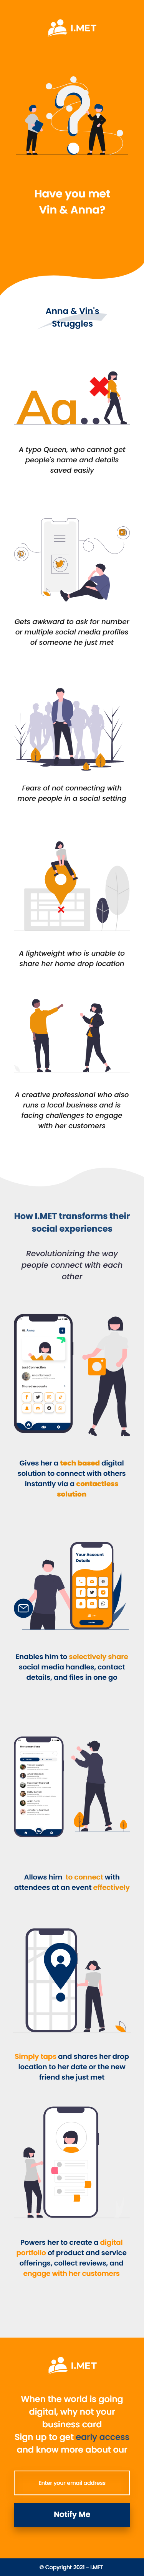 I.MET
Have you met
Vin & Anna?
Anna & Vin's
Struggles
Aa..
A typo Queen, who cannot get
people's name and details
saved easily
Gets awkward to ask for number
or multiple social media profiles
of someone he just met
Fears of not connecting with
more people in a social setting
A lightweight who is unable to
share her home drop location
A creative professional who also
runs a local business and is
facing challenges to engage
with her customers
How I.MET transforms their
social experiences
Revolutionizing the way
people connect with each
other
Hi, Anna
Last Connection
Shared accounts
Gives her a tech based digital
solution to connect with others
instantly via a contactless
solution
Your Account
Details
Enables him to selectively share
social media handles, contact
details, and files in one go
My connections
Allows him to connect with
attendees at an event effectively
Simply taps and shares her drop
location to her date or the new
friend she just met
Powers her to create a digital
portfolio of product and service
offerings, collect reviews, and
engage with her customers
I.MET
When the world is going
digital, why not your
business card
Sign up to get early access
and know more about our
Enter your email address
Notify Me
© Copyright 2021 - I.MET